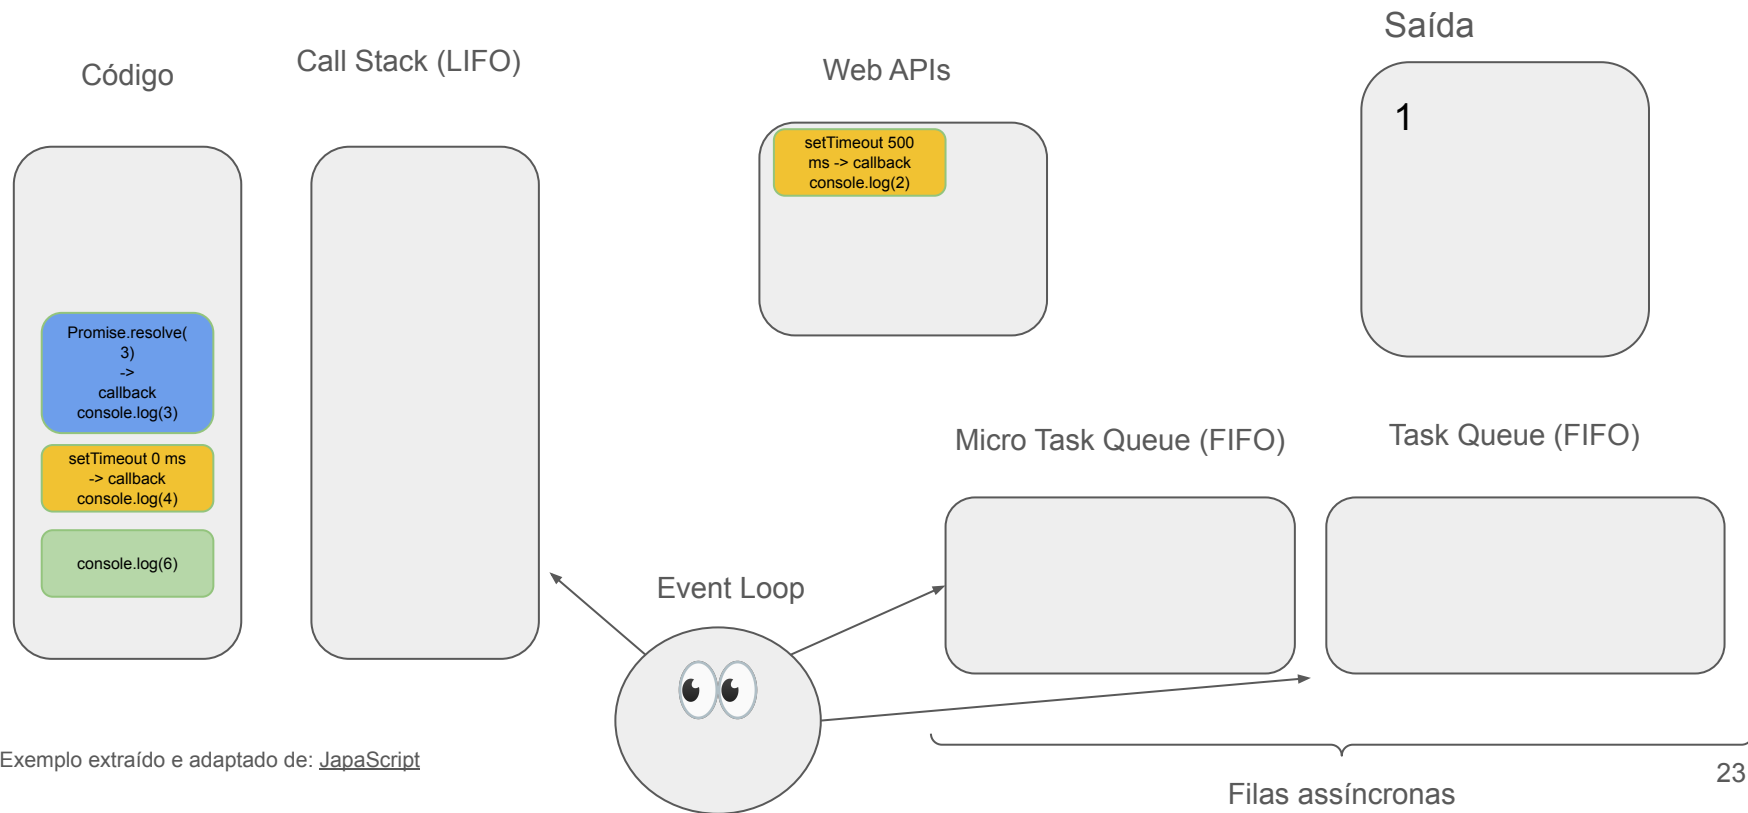 Saída
Call Stack (LIFO)
Web APIs
Código
1
setTimeout 500
ms -> callback
console.log(2)
Promise.resolve(
3)
->
callback
console.log(3)
setTimeout 0 ms
-> callback
console.log(4)
console.log(6)
Micro Task Queue (FIFO)
Task Queue (FIFO)
Event Loop
Exemplo extraído e adaptado de: JapaScript
Filas assíncronas
23